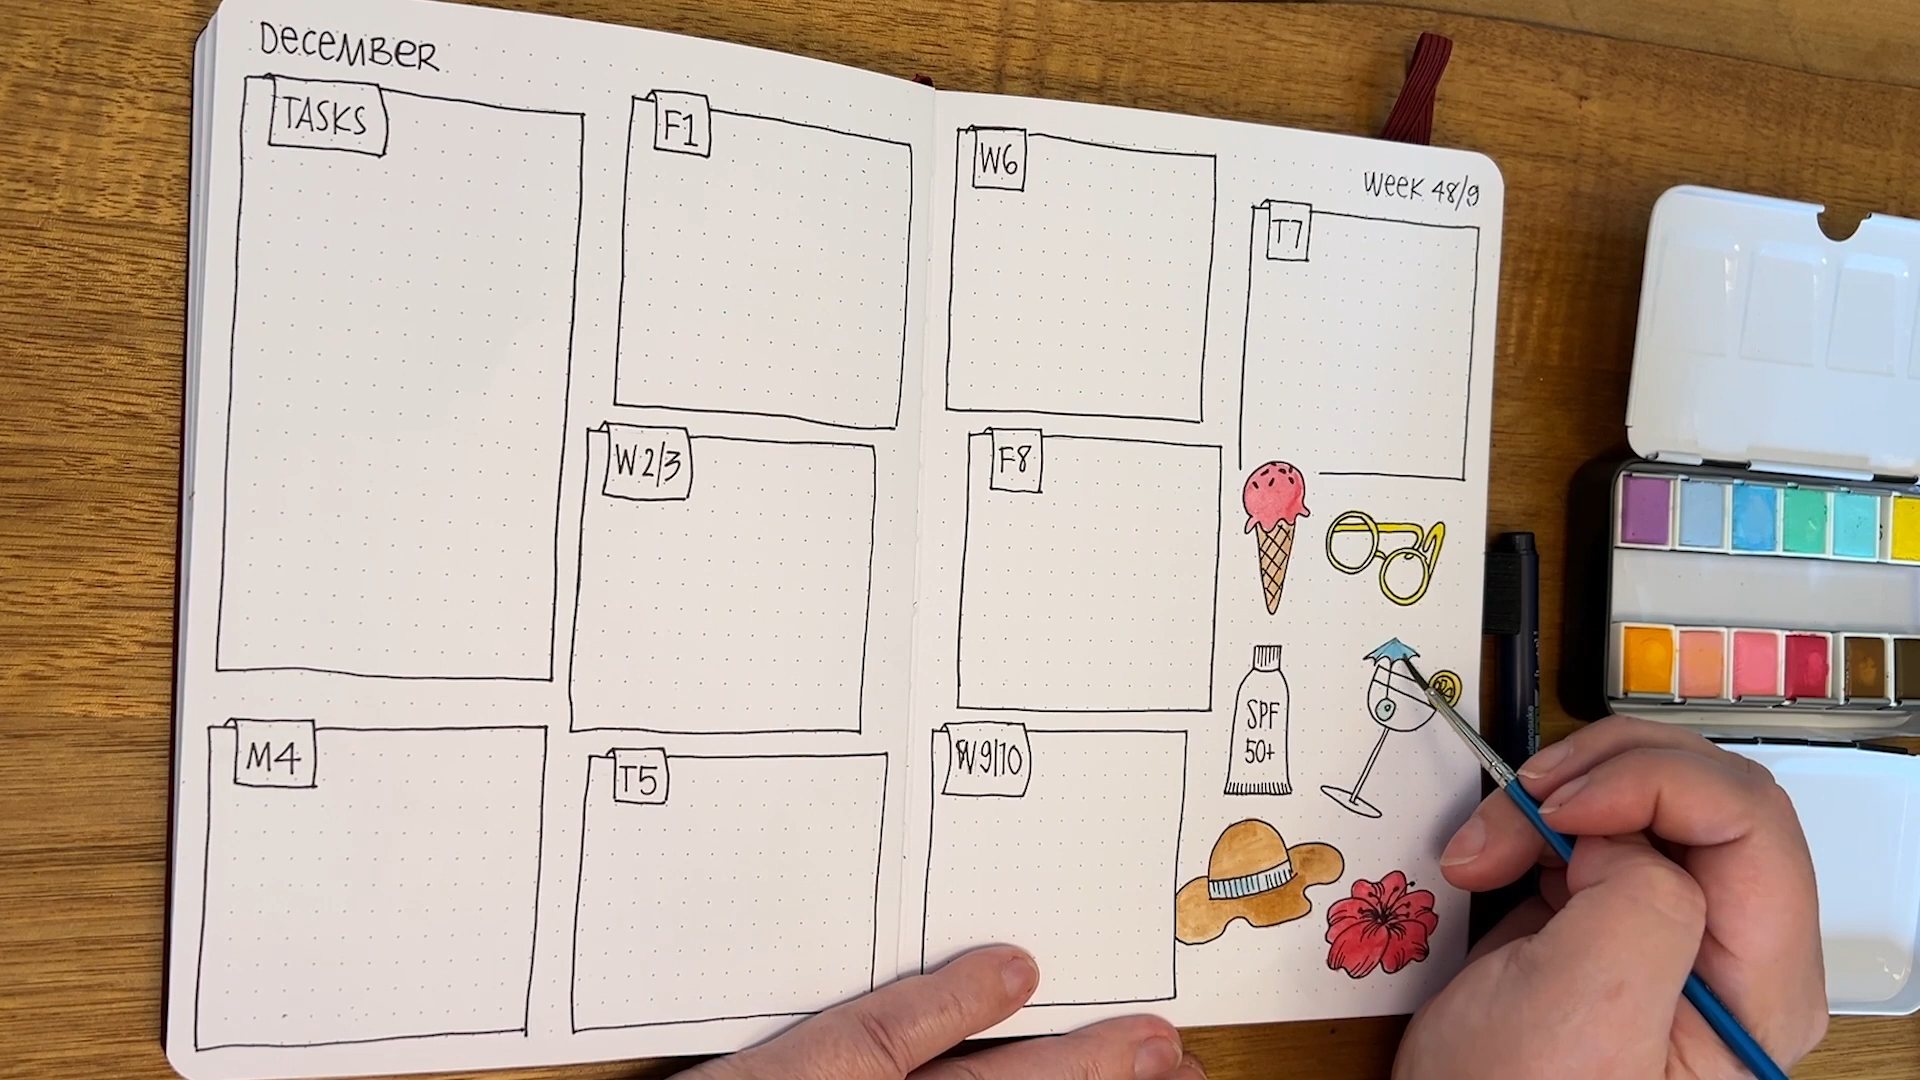 DECEMBER
TASKS
F1
W2/3
M4
T5
WEEK 48/9
W6
T7
F8
W9/10
SPF
50+